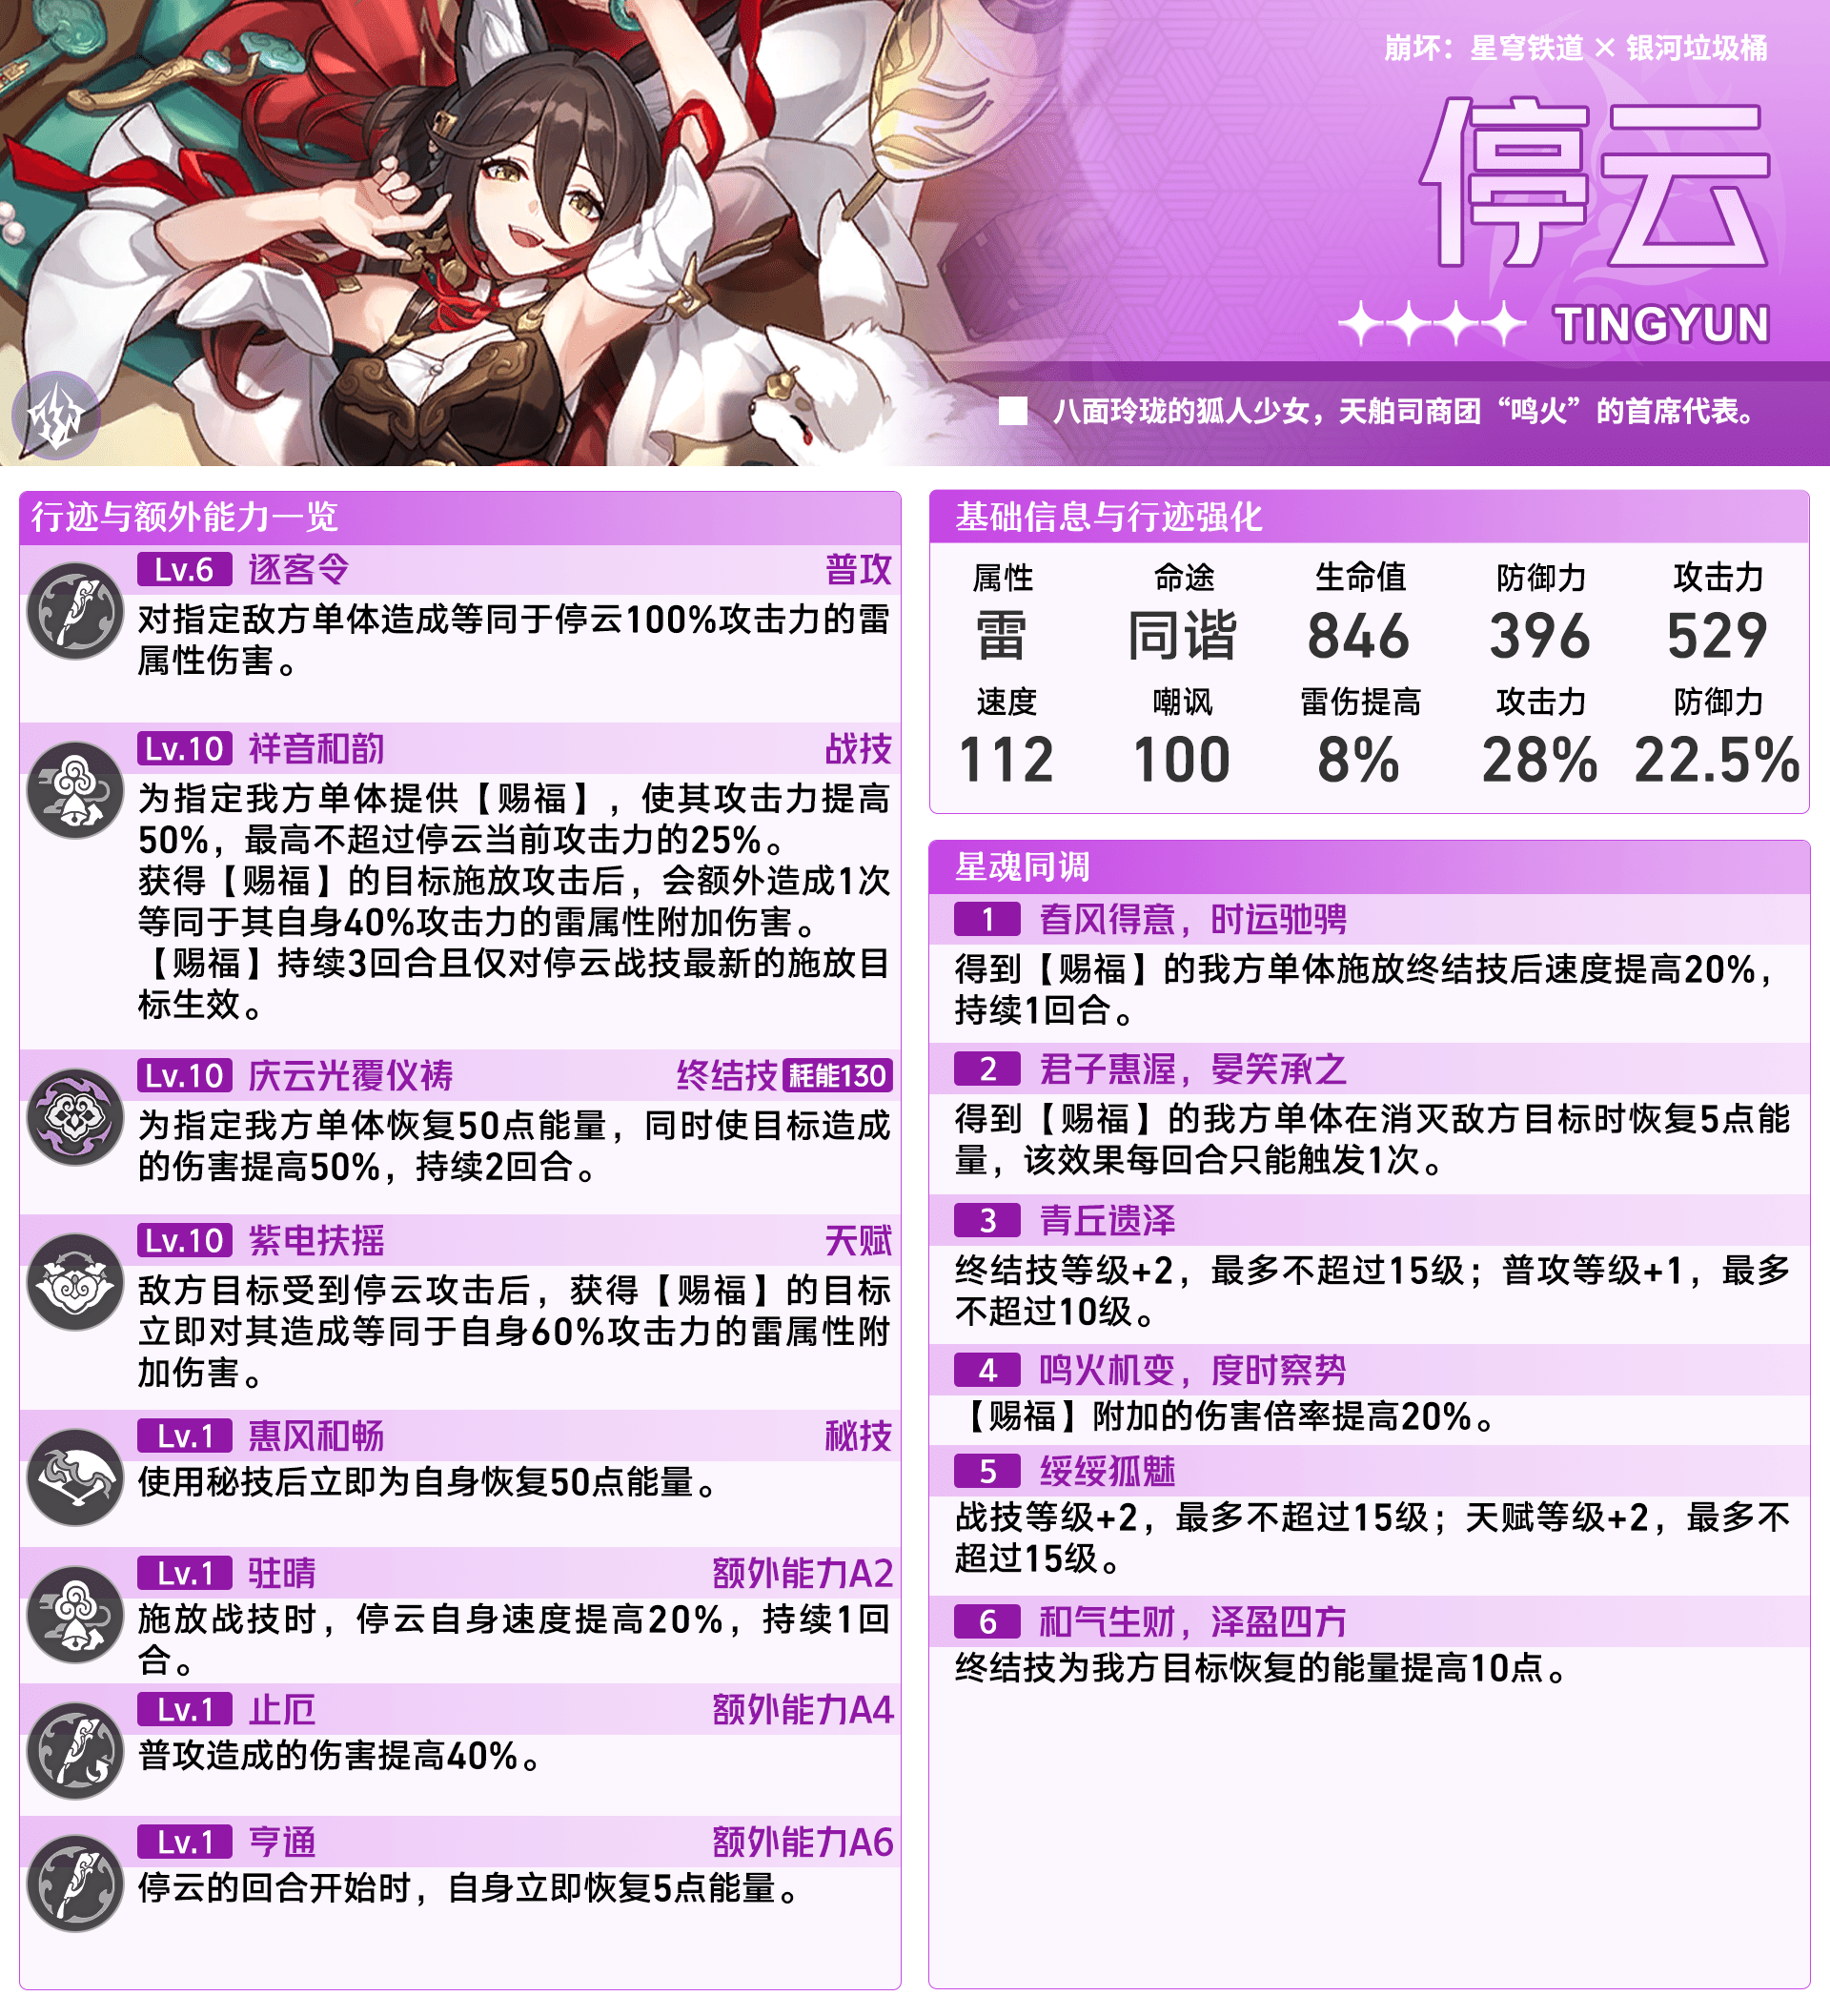 崩坏：星穹铁道 × 银河垃圾桶
停云
TINGYUN
八面玲珑的狐人少女，天舶司商团“鸣火”的首席代表。
行迹与额外能力一览
Lv.6 逐客令 普攻
对指定敌方单体造成等同于停云100%攻击力的雷
属性伤害。
Lv.10 祥音和韵 战技
为指定我方单体提供【赐福】，使其攻击力提高
50%，最高不超过停云当前攻击力的25%。
获得【赐福】的目标施放攻击后，会额外造成1次
等同于其自身40%攻击力的雷属性附加伤害。
【赐福】持续3回合且仅对停云战技最新的施放目
标生效。
Lv.10 庆云光覆仪祷 终结技 耗能130
为指定我方单体恢复50点能量，同时使目标造成
的伤害提高50%，持续2回合。
Lv.10 紫电扶摇 天赋
敌方目标受到停云攻击后，获得【赐福】的目标
立即对其造成等同于自身60%攻击力的雷属性附
加伤害。
Lv.1 惠风和畅 秘技
使用秘技后立即为自身恢复50点能量。
Lv.1 驻晴 额外能力A2
施放战技时，停云自身速度提高20%，持续1回
合。
Lv.1 止厄 额外能力A4
普攻造成的伤害提高40%。
Lv.1 亨通 额外能力A6
停云的回合开始时，自身立即恢复5点能量。
基础信息与行迹强化
属性 命途 生命值 防御力 攻击力
雷 同谐 846 396 529
速度 嘲讽 雷伤提高 攻击力 防御力
112 100 8% 28% 22.5%
星魂同调
1 春风得意，时运驰骋
得到【赐福】的我方单体施放终结技后速度提高20%，
持续1回合。
2 君子惠渥，晏笑承之
得到【赐福】的我方单体在消灭敌方目标时恢复5点能
量，该效果每回合只能触发1次。
3 青丘遗泽
终结技等级+2，最多不超过15级；普攻等级+1，最多
不超过10级。
4 鸣火机变，度时察势
【赐福】附加的伤害倍率提高20%。
5 绥绥狐魅
战技等级+2，最多不超过15级；天赋等级+2，最多不
超过15级。
6 和气生财，泽盈四方
终结技为我方目标恢复的能量提高10点。